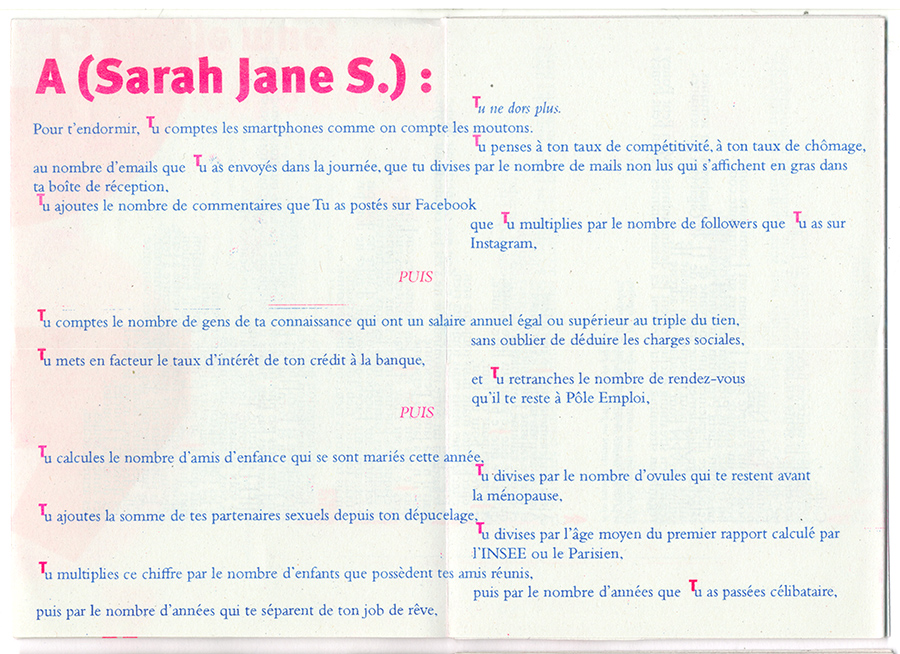 A (Sarah Jane S.) :
Tu ne dors plus.
Pour t'endormir, Tu comptes les smartphones comme on compte les moutons.
Tu penses à ton taux de compétitivité, à ton taux de chômage,
au nombre d'emails que Tu as envoyés dans la journée, que tu divises par le nombre de mails non lus qui s'affichent en gras dans
ta boîte de réception,
Tu ajoutes le nombre de commentaires que Tu as postés sur Facebook
que Tu multiplies par le nombre de followers que Tu as sur
Instagram,
PUIS
Tu comptes le nombre de gens de ta connaissance qui ont un salaire annuel égal ou supérieur au triple du tien,
sans oublier de déduire les charges sociales,
Tu mets en facteur le taux d'intérêt de ton crédit à la banque,
et Tu retranches le nombre de rendez-vous
qu'il te reste à Pôle Emploi,
PUIS
Tu calcules le nombre d'amis d'enfance qui se sont mariés cette année,
Tu divises par le nombre d'ovules qui te restent avant
la ménopause,
Tu ajoutes la somme de tes partenaires sexuels depuis ton dépucelage,
Tu divises par l'âge moyen du premier rapport calculé par
l'INSEE ou le Parisien,
Tu multiplies ce chiffre par le nombre d'enfants que possèdent tes amis réunis,
puis par le nombre d'années que Tu as passées célibataire,
puis par le nombre d'années qui te séparent de ton job de rêve,